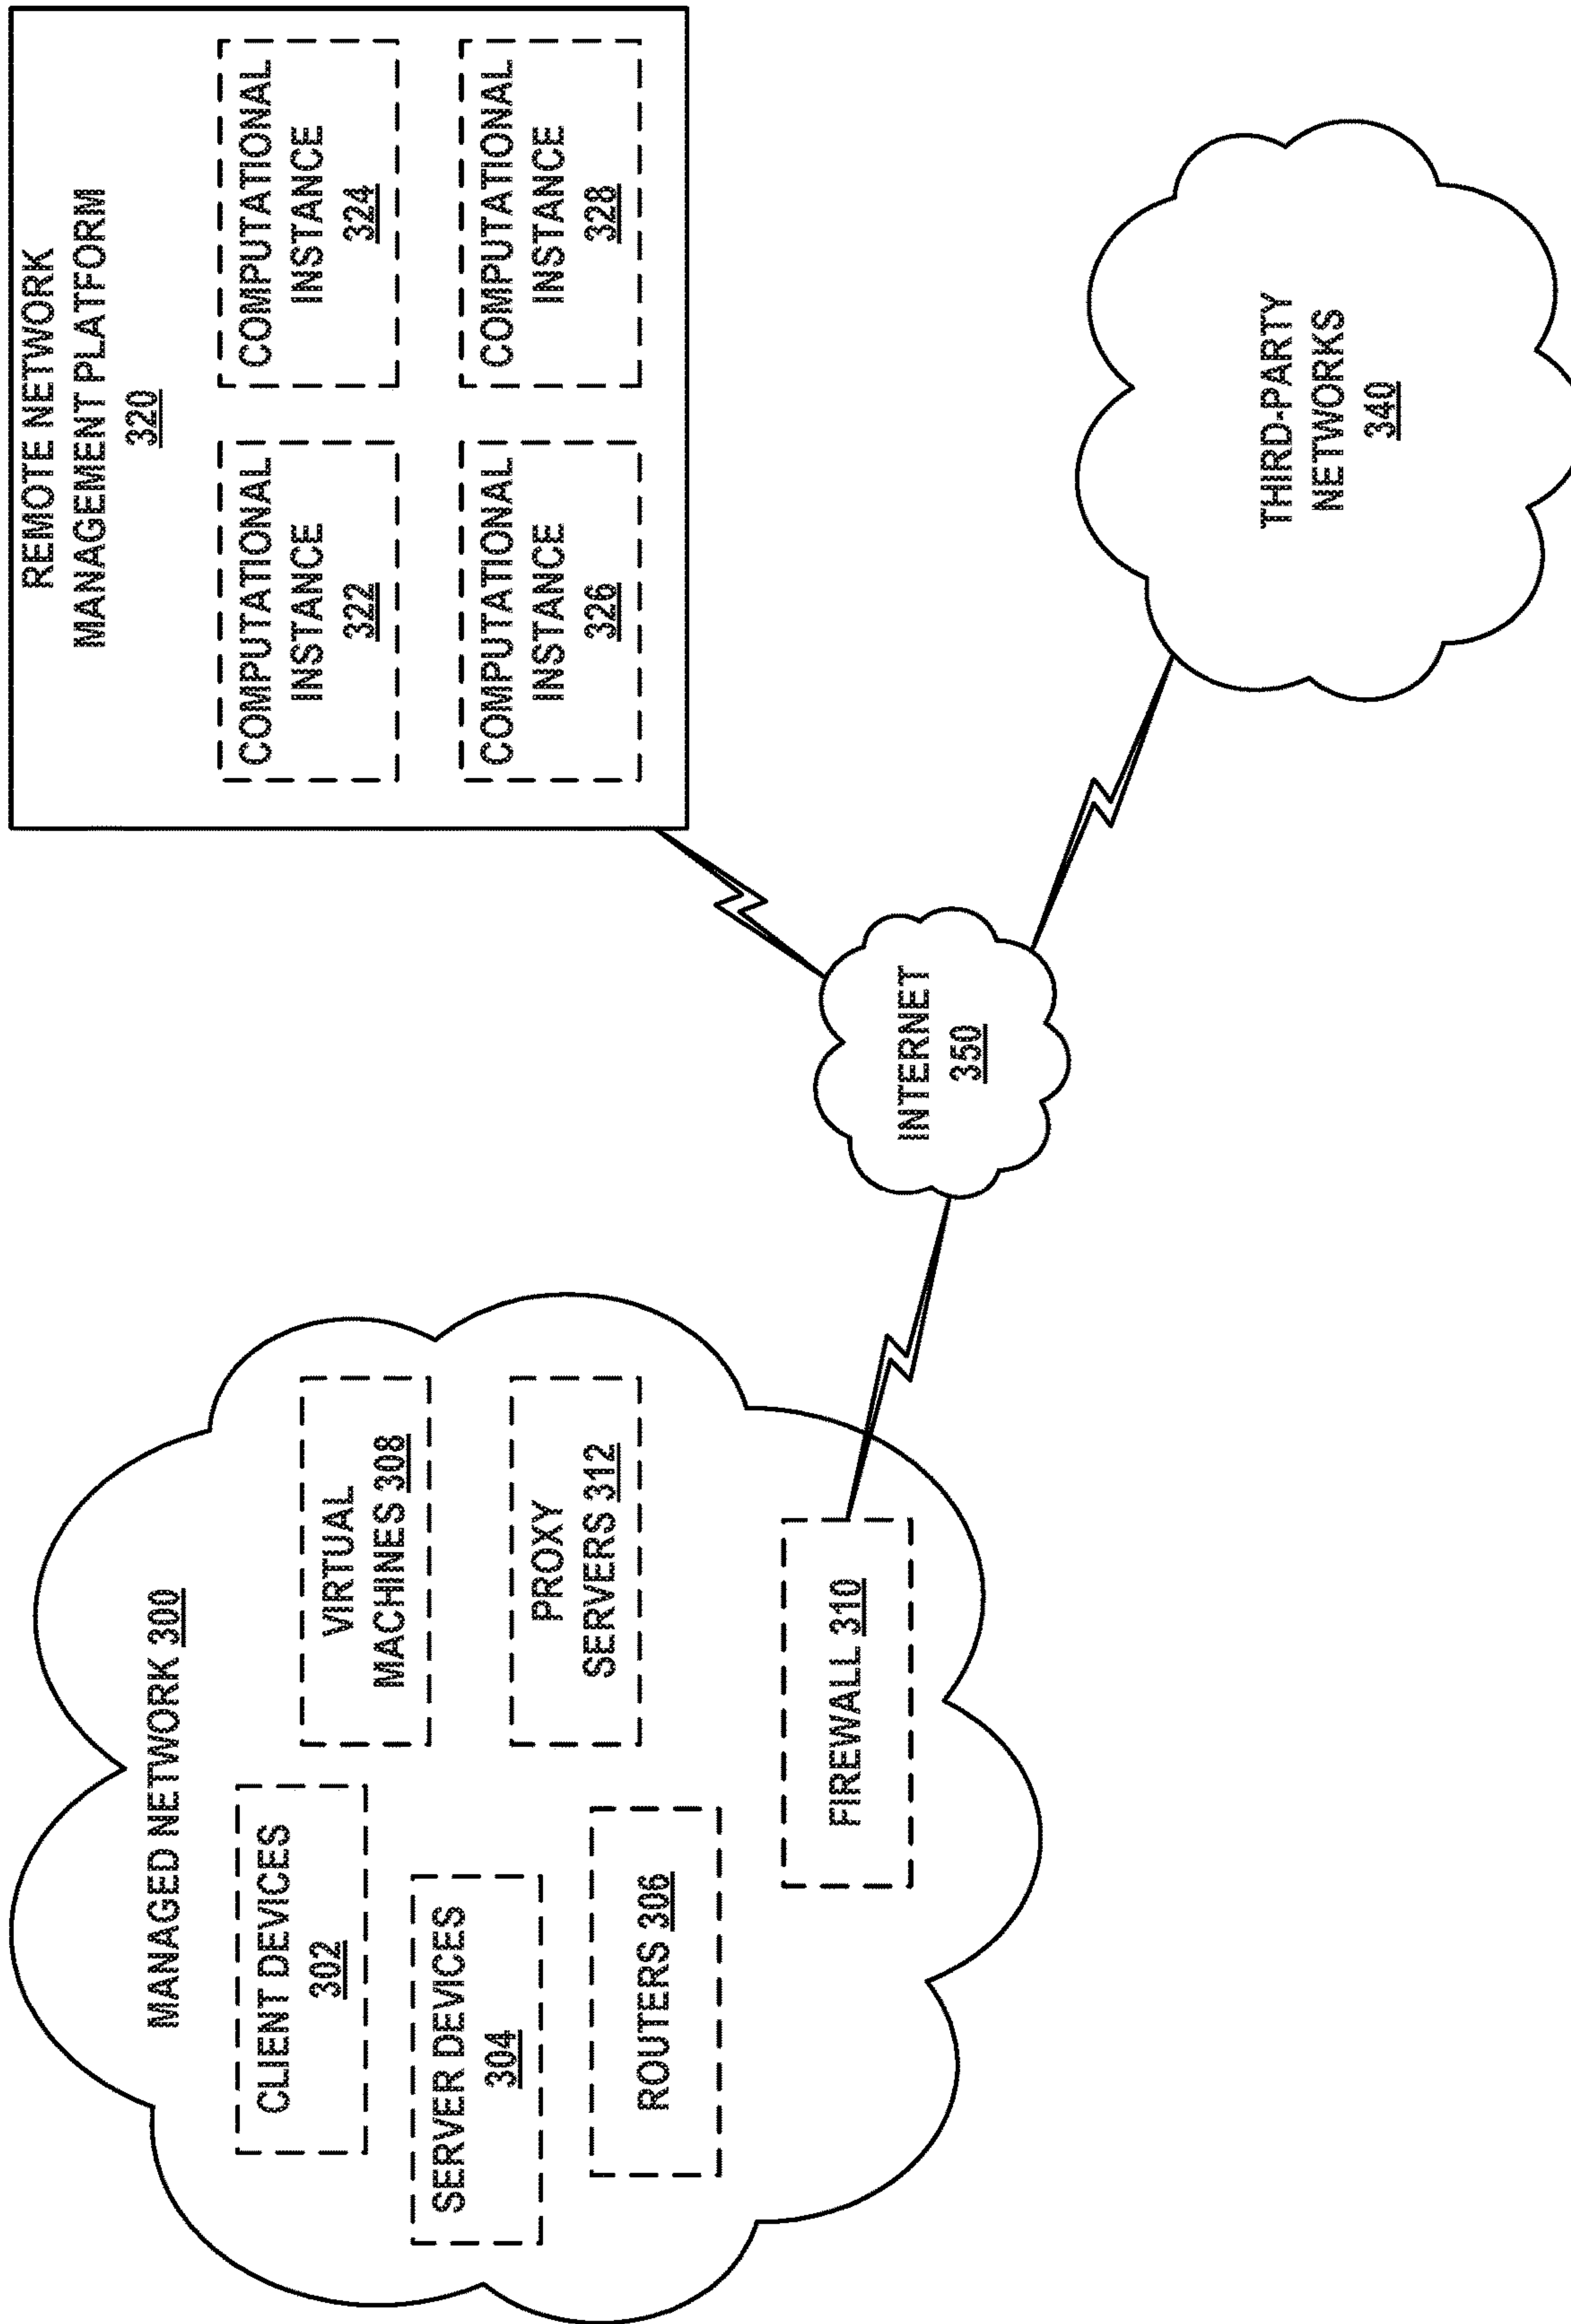 MANAGED NETWORK 300
CLIENT DEVICES
302
SERVER DEVICES
304
ROUTERS 306
VIRTUAL
MACHINES 308
PROXY
SERVERS 312
FIREWALL 310
INTERNET
350
REMOTE NETWORK
MANAGEMENT PLATFORM
320
COMPUTATIONAL
INSTANCE
322
COMPUTATIONAL
INSTANCE
324
COMPUTATIONAL
INSTANCE
326
COMPUTATIONAL
INSTANCE
328
THIRD-PARTY
NETWORKS
340